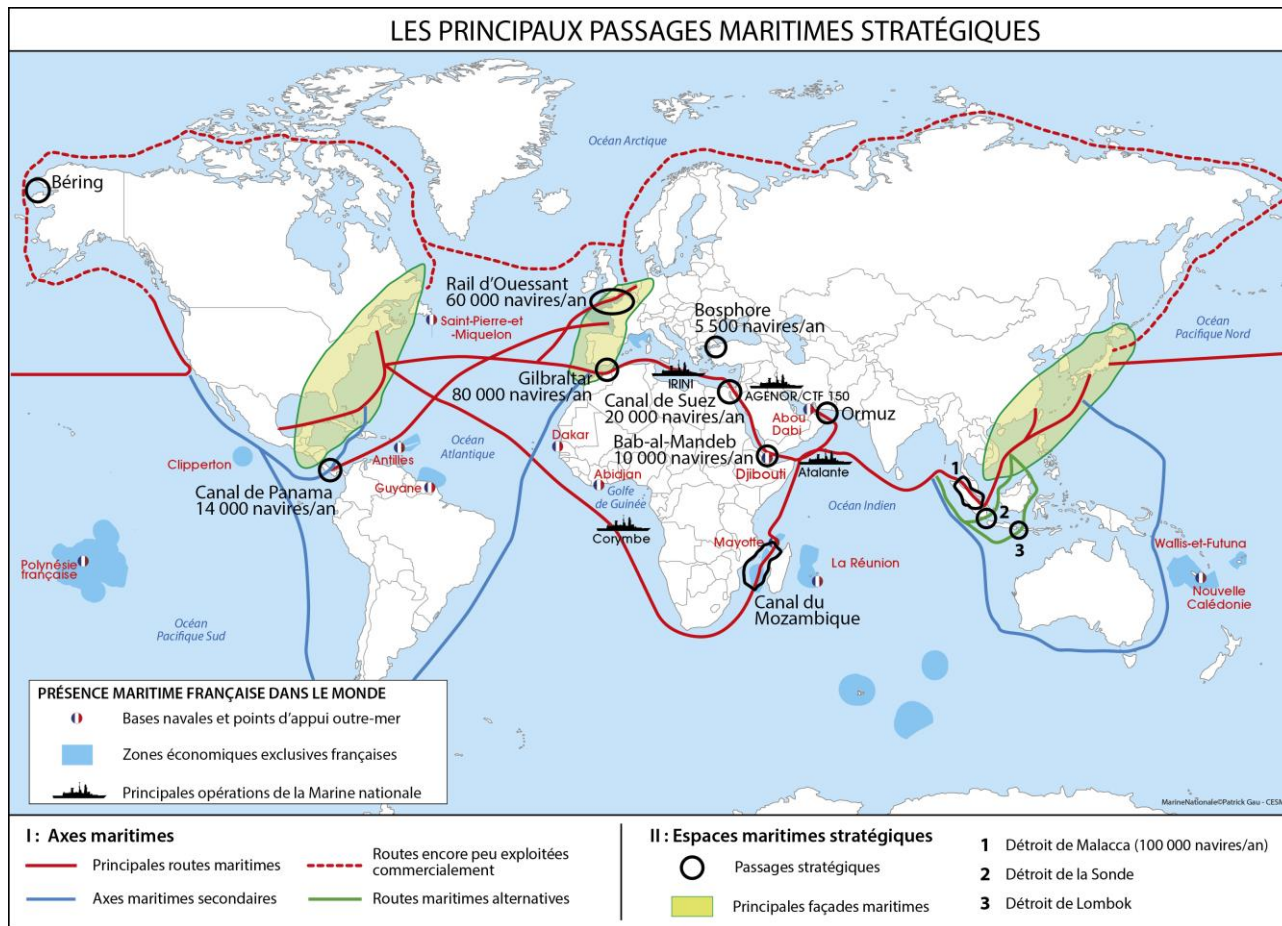 LES PRINCIPAUX PASSAGES MARITIMES STRATÉGIQUES
Océan Arctique
Béring
Rail d'Ouessant
60 000 navires/an
Saint-Pierre-et
-Miquelon
Bosphore
5 500 navires/an
Océan
Pacifique Nord
Gilbraltar
80 000 navires/an
IRINI
Canal de Suez
20 000 navires/an
AGENOR/CTF 150
Abou
Dabi
Ormuz
Clipperton
Antilles
Océan
Atlantique
Dakar
Bab-al-Mandeb
10 000 navires/an
Djibouti
Atalante
Canal de Panama
14 000 navires/an
Guyane
Abidjan
Golfe
de Guinée
Corymbe
Océan Indien
1
2
3
Polynésie
française
Mayotte
La Réunion
Canal du
Mozambique
Wallis-et-Futuna
Nouvelle
Calédonie
Océan
Pacifique Sud
PRÉSENCE MARITIME FRANÇAISE DANS LE MONDE
Bases navales et points d'appui outre-mer
Zones économiques exclusives françaises
Principales opérations de la Marine nationale
MarineNationale©Patrick Gau - CESM
I : Axes maritimes
Principales routes maritimes
Axes maritimes secondaires
Routes encore peu exploitées
commercialement
Routes maritimes alternatives
II : Espaces maritimes stratégiques
Passages stratégiques
Principales façades maritimes
1 Détroit de Malacca (100 000 navires/an)
2 Détroit de la Sonde
3 Détroit de Lombok